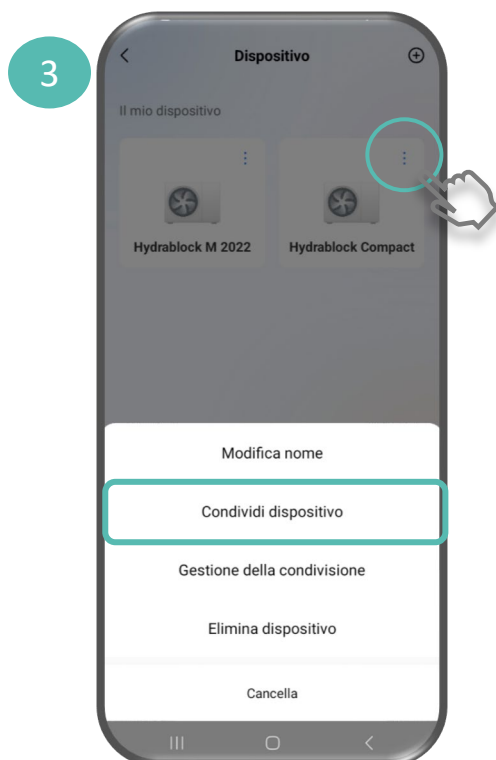 3
Dispositivo
Il mio dispositivo
Hydrablock M 2022
Hydrablock Compact
Modifica nome
Condividi dispositivo
Gestione della condivisione
Elimina dispositivo
Cancella